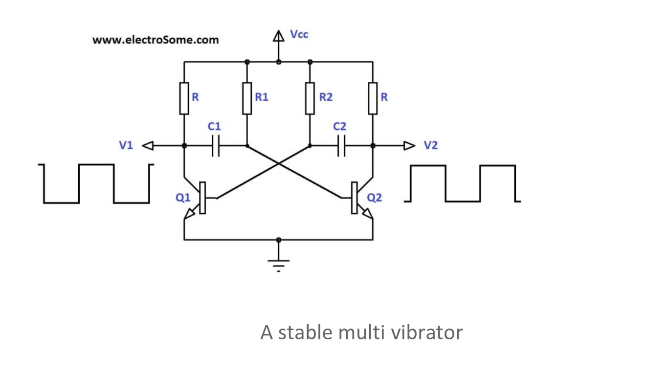 www.electroSome.com
Vcc
R R1 R2 R
C1 C2
V1 V2
Q1 Q2
A stable multi vibrator